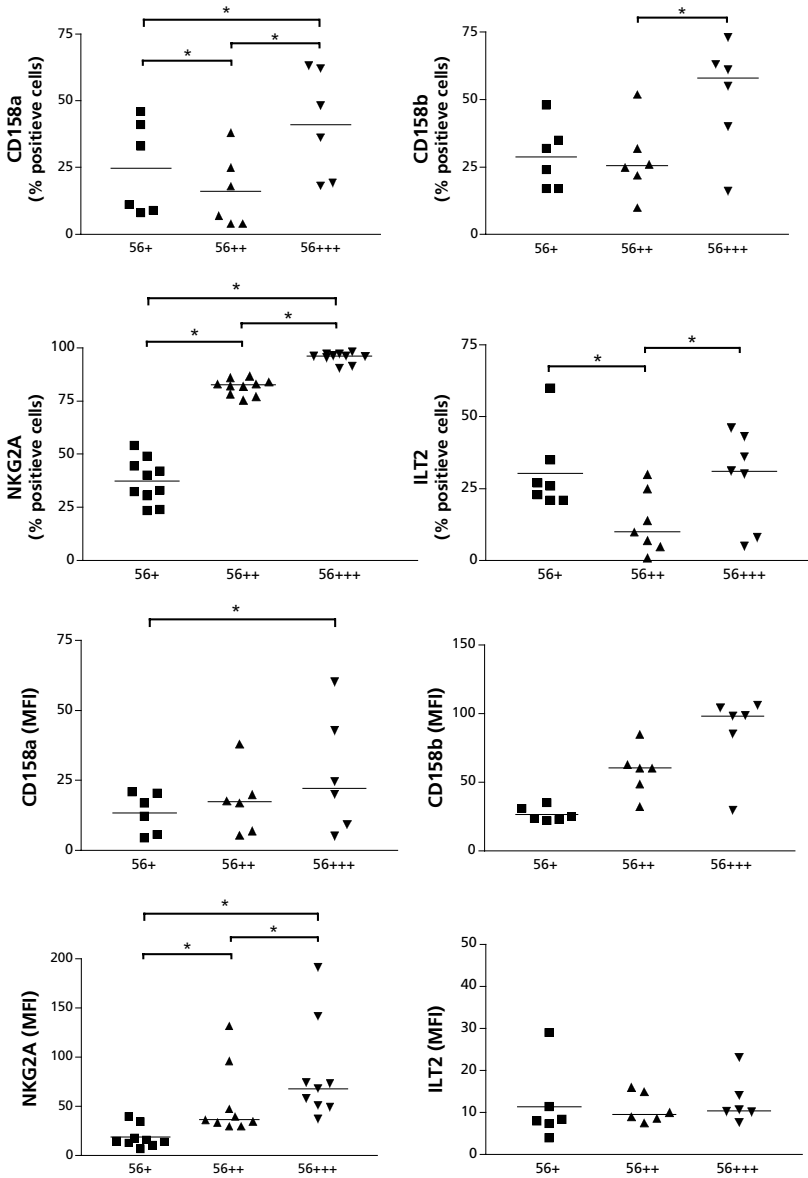 *
* *
75
50
25
0
CD158a
(% positieve cells)
56+ 56++ 56+++
*
75
50
25
0
CD158b
(% positieve cells)
56+ 56++ 56+++
*
* *
100
75
50
25
0
NKG2A
(% positieve cells)
56+ 56++ 56+++
* *
75
50
25
0
ILT2
(% positieve cells)
56+ 56++ 56+++
*
75
50
25
0
CD158a (MFI)
56+ 56++ 56+++
150
100
50
0
CD158b (MFI)
56+ 56++ 56+++
*
* *
200
150
100
50
0
NKG2A (MFI)
56+ 56++ 56+++
50
40
30
20
10
0
ILT2 (MFI)
56+ 56++ 56+++